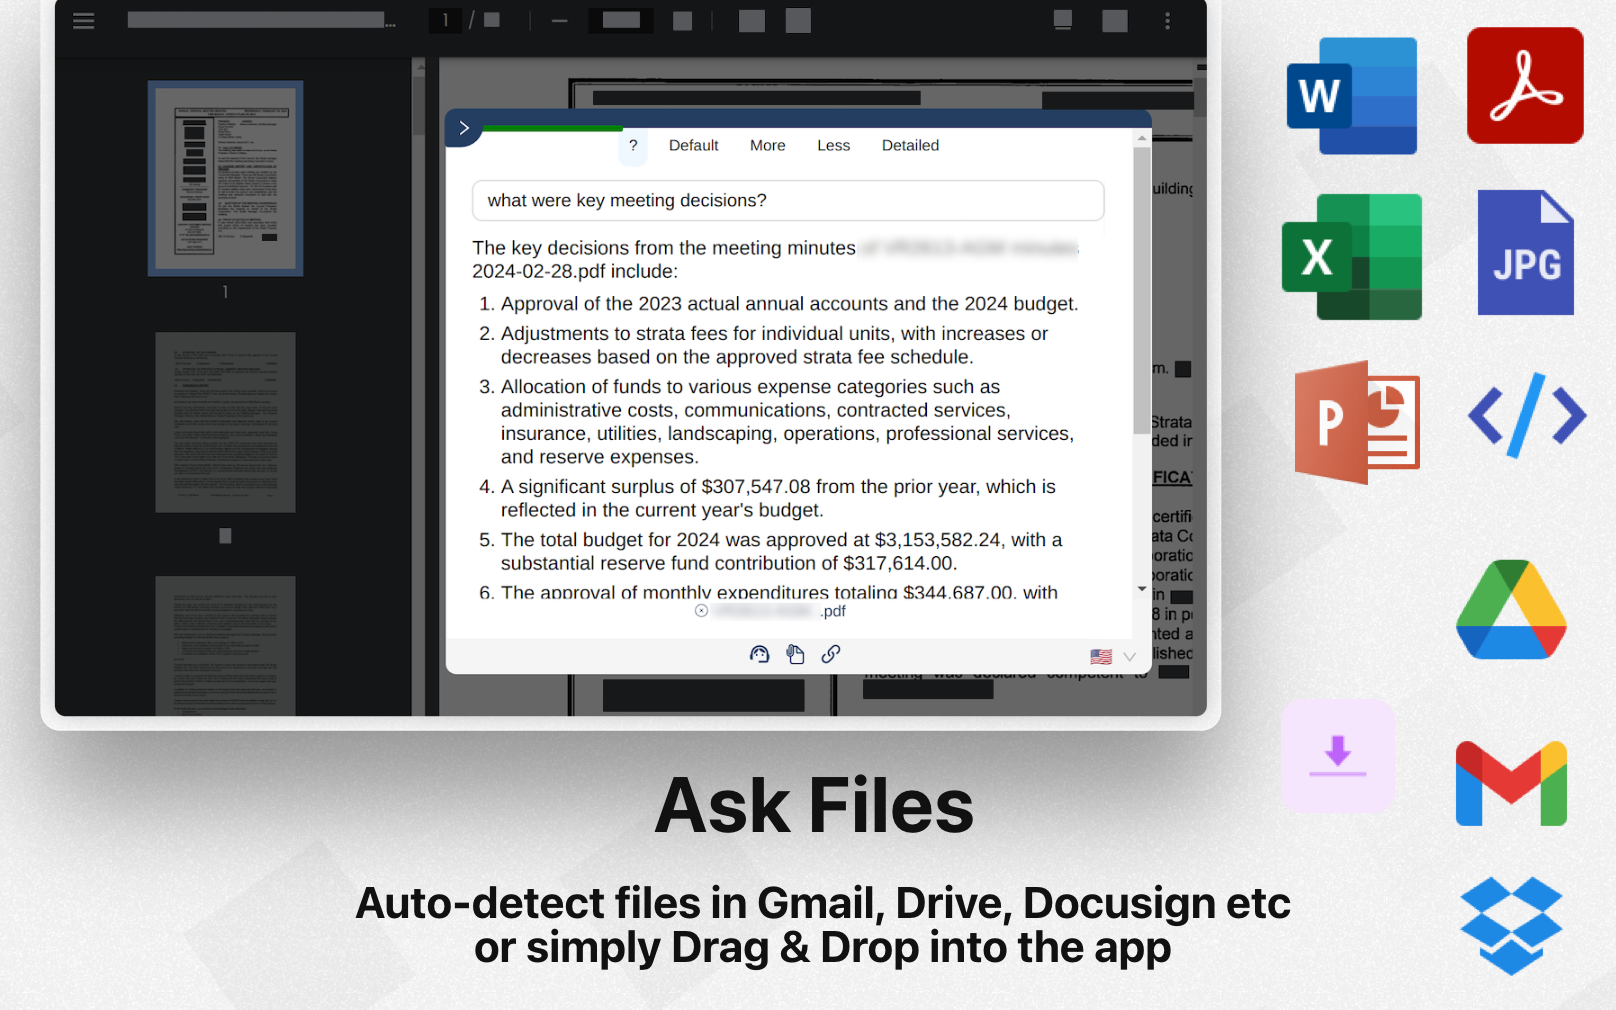 1 /
? Default More Less Detailed
what were key meeting decisions?
The key decisions from the meeting minutes
2024-02-28.pdf include:
1. Approval of the 2023 actual annual accounts and the 2024 budget.
2. Adjustments to strata fees for individual units, with increases or
decreases based on the approved strata fee schedule.
3. Allocation of funds to various expense categories such as
administrative costs, communications, contracted services,
insurance, utilities, landscaping, operations, professional services,
and reserve expenses.
4. A significant surplus of $307,547.08 from the prior year, which is
reflected in the current year's budget.
5. The total budget for 2024 was approved at $3,153,582.24, with a
substantial reserve fund contribution of $317,614.00.
6. The approval of monthly expenditures totaling $344,687.00, with
.pdf
1
uilding
m.
Strata
ded in
FICA
certifi
ata Co
oratic
poratic
in
8 in p
nted a
lished
meeting was declared competent to
W
X
JPG
P
Ask Files
Auto-detect files in Gmail, Drive, Docusign etc
or simply Drag & Drop into the app